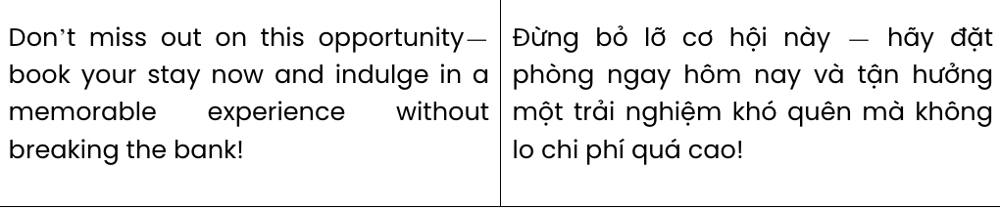 Don’t miss out on this opportunity—
book your stay now and indulge in a
memorable experience without
breaking the bank!
Đừng bỏ lỡ cơ hội này — hãy đặt
phòng ngay hôm nay và tận hưởng
một trải nghiệm khó quên mà không
lo chi phí quá cao!